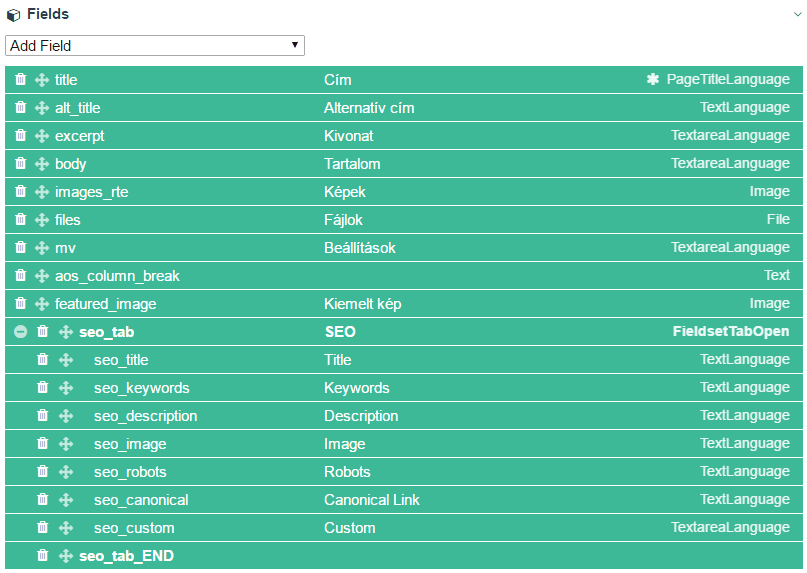 Fields
Add Field
title Cím PageTitleLanguage
alt_title Alternatív cím TextLanguage
excerpt Kivonat TextareaLanguage
body Tartalom TextareaLanguage
images_rte Képek Image
files Fájlok File
mv Beállítások TextareaLanguage
aos_column_break Text
featured_image Kiemelt kép Image
seo_tab SEO FieldsetTabOpen
seo_title Title TextLanguage
seo_keywords Keywords TextLanguage
seo_description Description TextLanguage
seo_image Image TextLanguage
seo_robots Robots TextLanguage
seo_canonical Canonical Link TextLanguage
seo_custom Custom TextareaLanguage
seo_tab_END